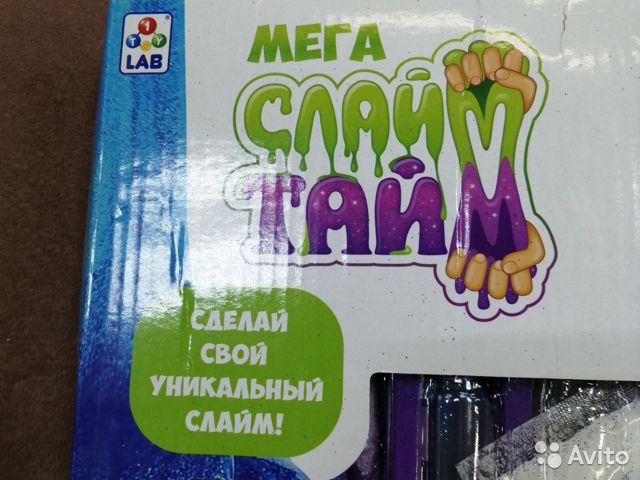 1
TOY
LAB
®
МЕГА
СЛАЙМ
ТАЙМ
СДЕЛАЙ
СВОЙ
УНИКАЛЬНЫЙ
СЛАЙМ!
Avito